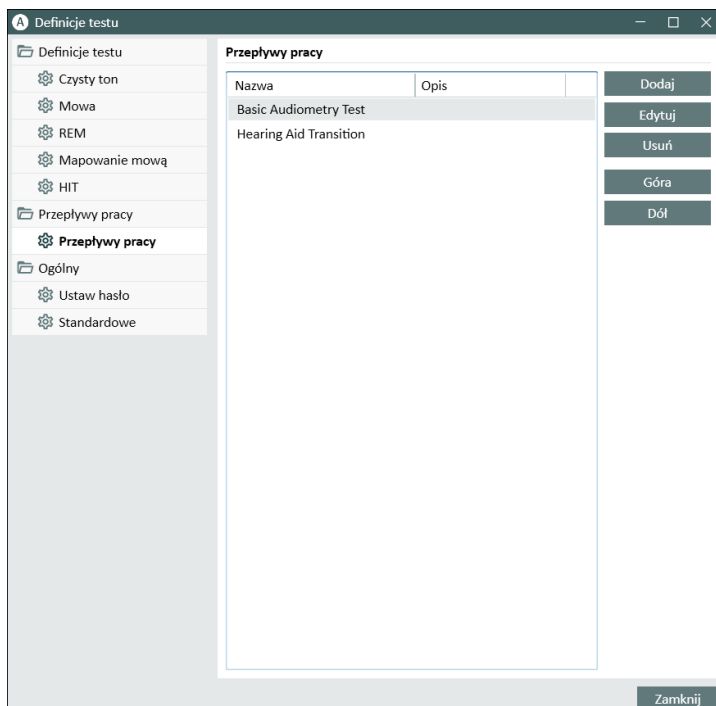 A Definicje testu
Definicje testu
Czysty ton
Mowa
REM
Mapowanie mową
HIT
Przepływy pracy
Przepływy pracy
Ogólny
Ustaw hasło
Standardowe
Przepływy pracy
Nazwa Opis
Basic Audiometry Test
Hearing Aid Transition
Dodaj
Edytuj
Usuń
Góra
Dół
Zamknij